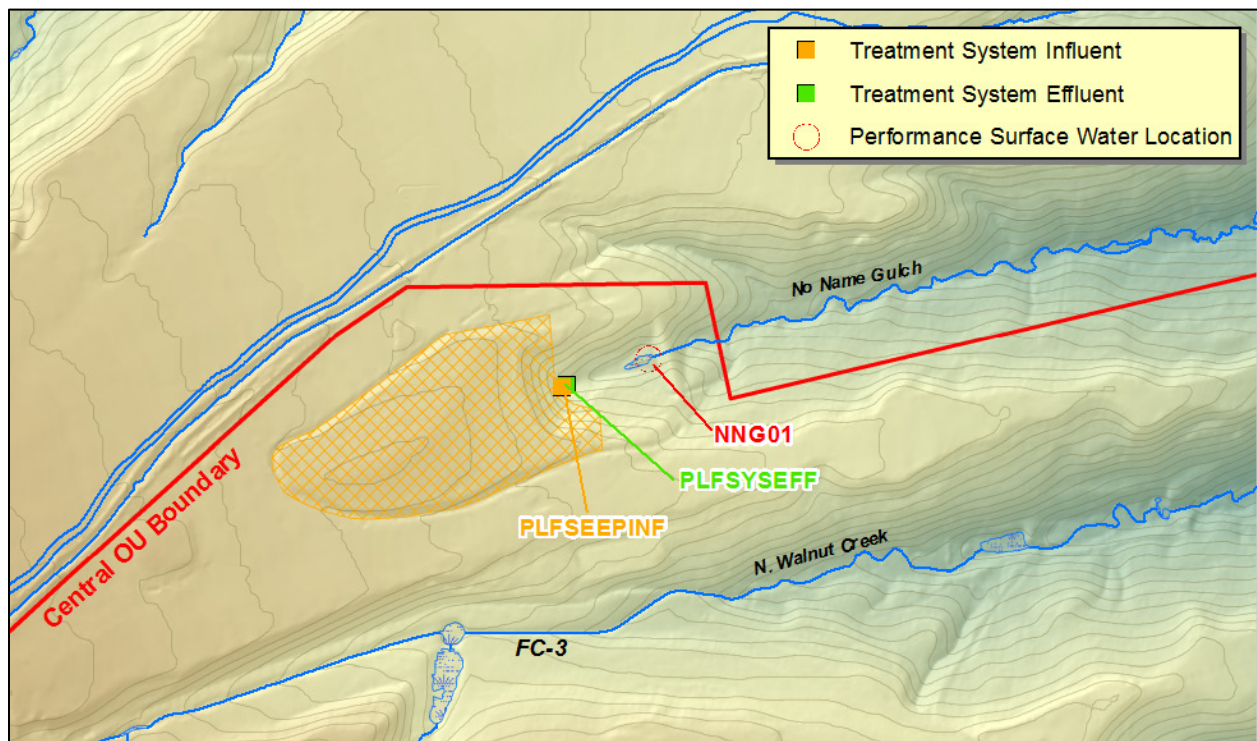 Treatment System Influent
Treatment System Effluent
Performance Surface Water Location
No Name Gulch
NNG01
PLFSYSEFF
PLFSEEPINF
Central OU Boundary
N. Walnut Creek
FC-3